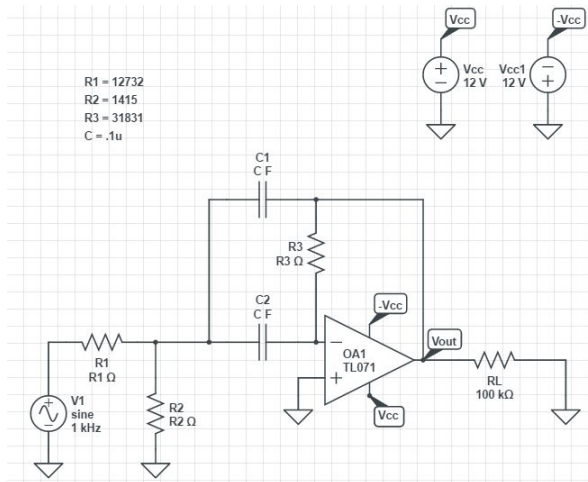 Vcc
-Vcc
+
−
Vcc
12 V
Vcc1
12 V
−
+
R1 = 12732
R2 = 1415
R3 = 31831
C = .1u
C1
C F
R3
R3 Ω
C2
C F
-Vcc
−
+
OA1
TL071
Vout
Vcc
R1
R1 Ω
RL
100 kΩ
+
−
V1
sine
1 kHz
R2
R2 Ω